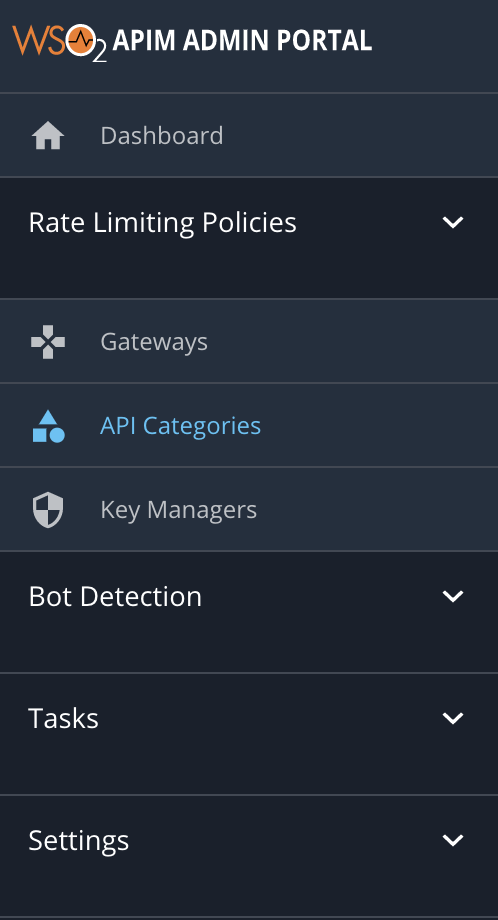 WSO2 APIM ADMIN PORTAL
Dashboard
Rate Limiting Policies
Gateways
API Categories
Key Managers
Bot Detection
Tasks
Settings